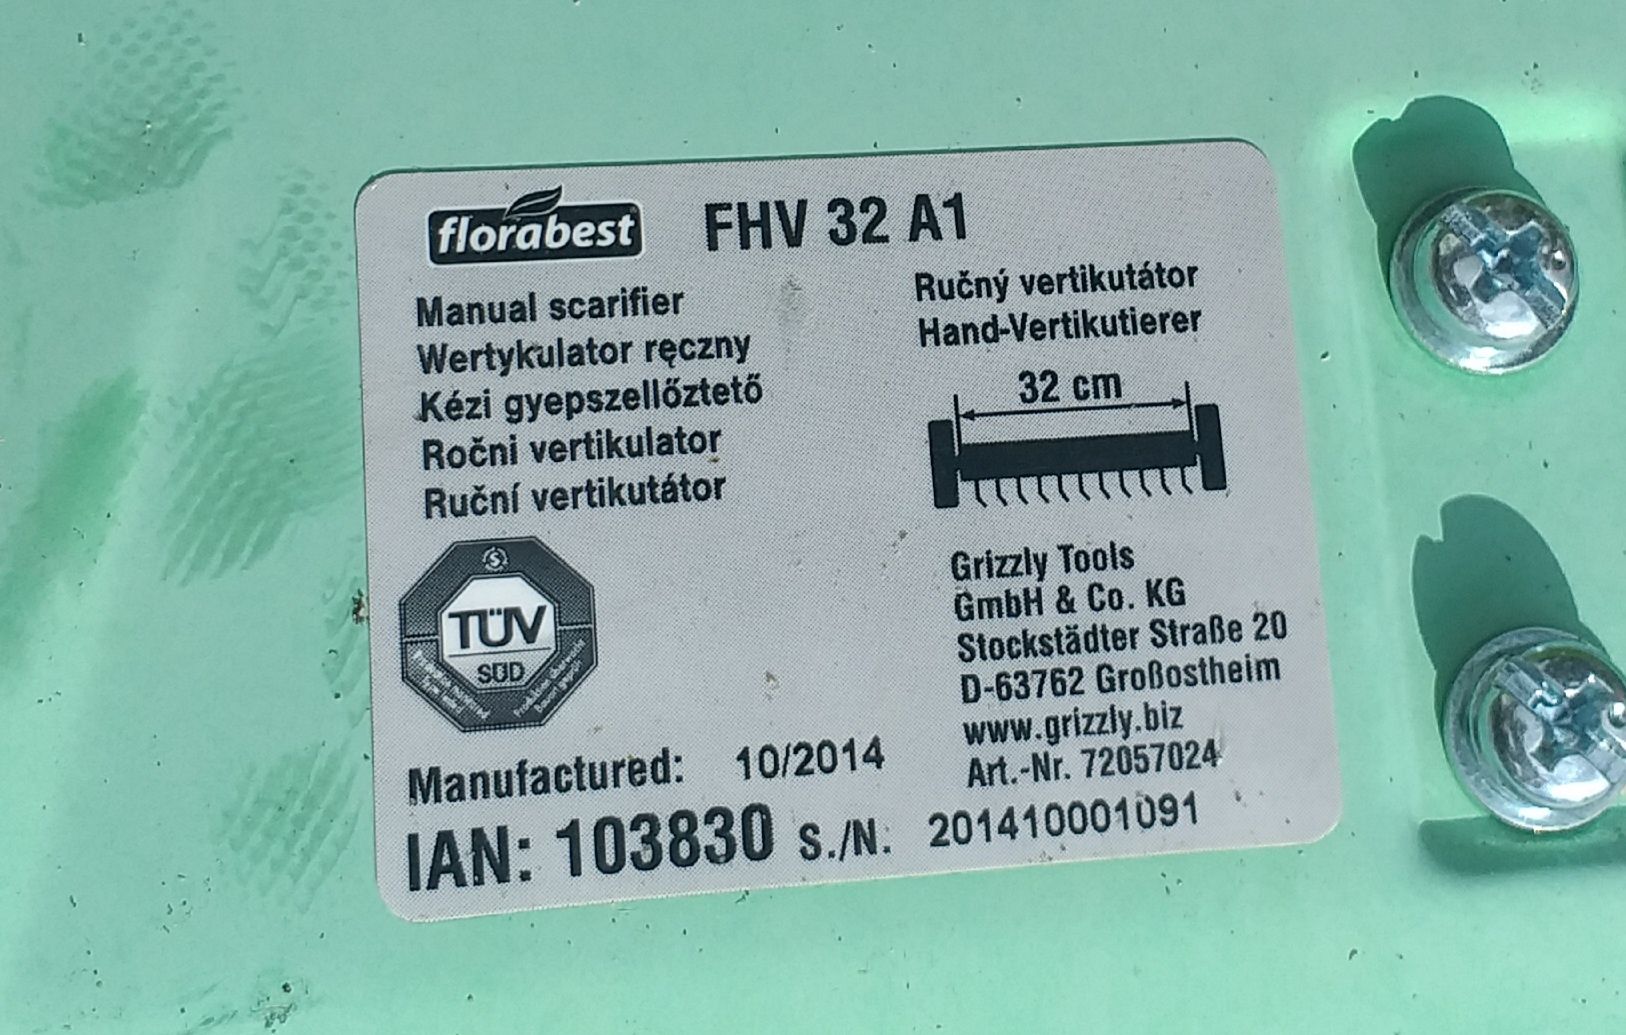 florabest FHV 32 A1
Manual scarifier
Wertykulator ręczny
Kézi gyepszellőztető
Ročni vertikulator
Ruční vertikutátor
Ručný vertikutátor
Hand-Vertikutierer
32 cm
S
TÜV
SÜD
Grizzly Tools
GmbH & Co. KG
Stockstädter Straße 20
D-63762 Großostheim
www.grizzly.biz
Art.-Nr. 72057024
Manufactured: 10/2014
IAN: 103830 S./N: 201410001091